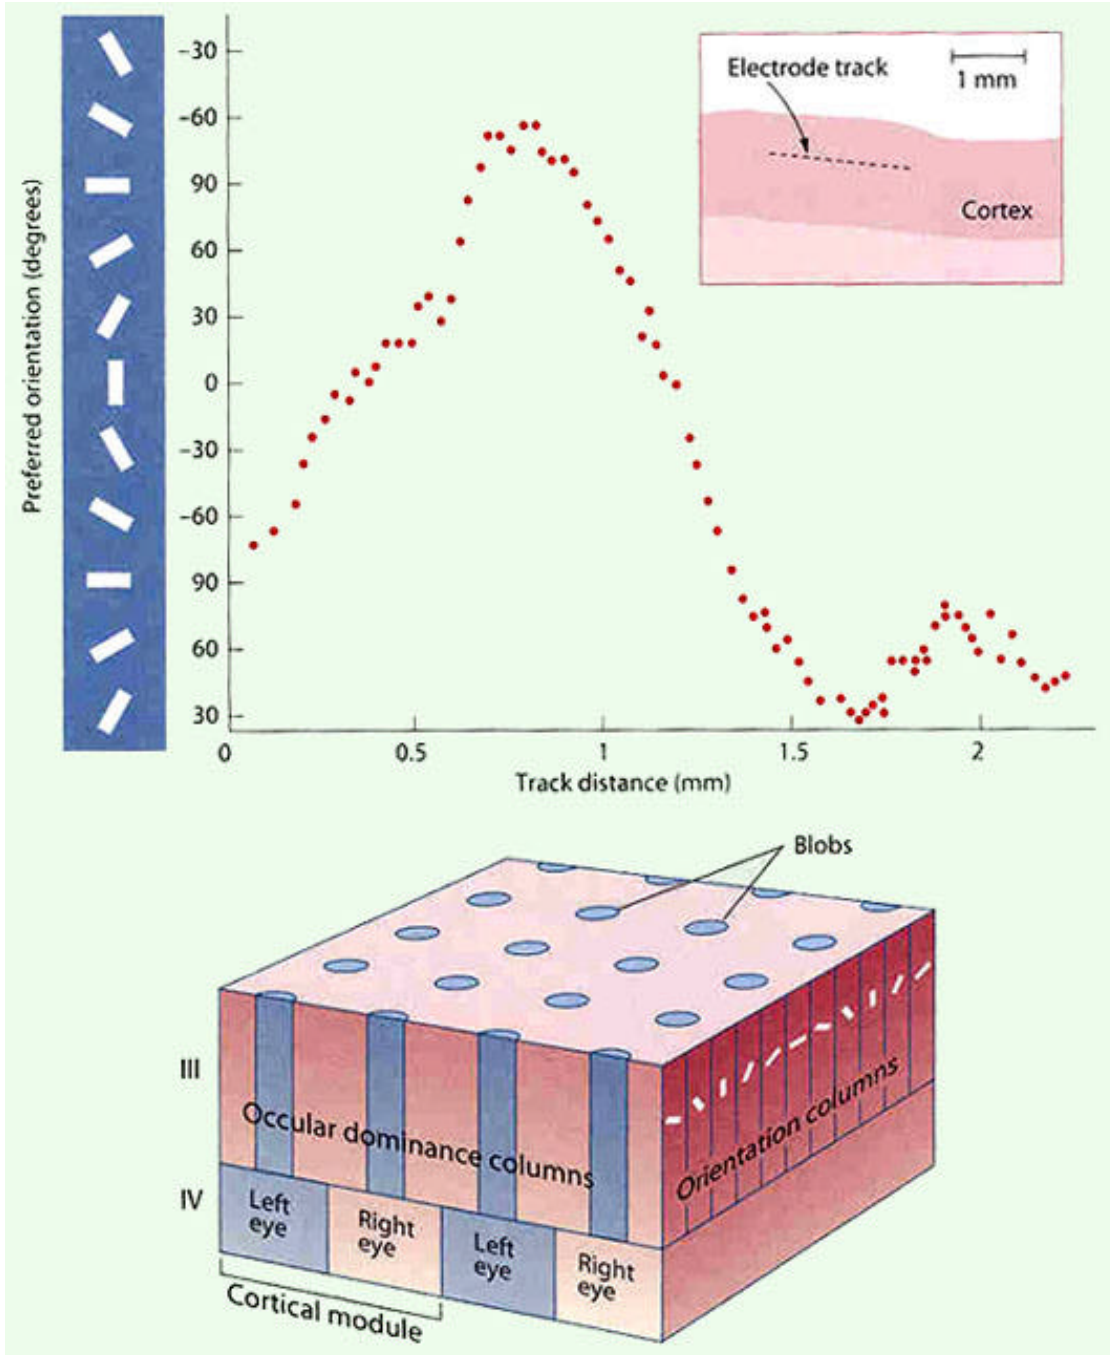 Preferred orientation (degrees)
–30
–60
90
60
30
0
–30
–60
90
60
30
0
0.5
1
1.5
2
Track distance (mm)
Electrode track
1 mm
Cortex
Blobs
III
IV
Occular dominance columns
Orientation columns
Left
eye
Right
eye
Left
eye
Right
eye
Cortical module